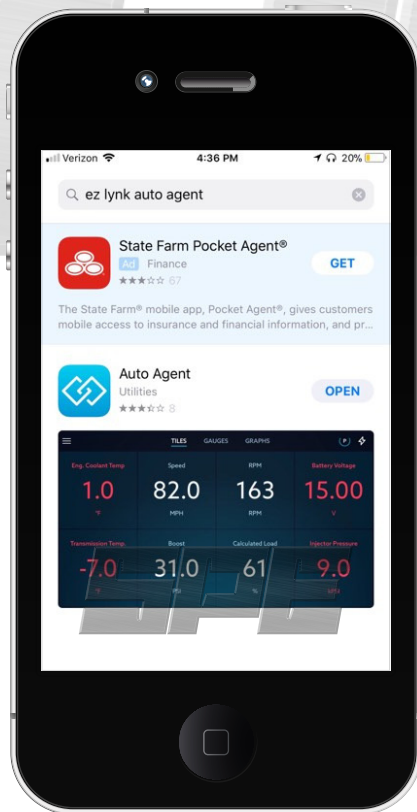 Verizon 4:36 PM 20%
ez lynk auto agent
State Farm Pocket Agent®
Ad Finance
GET
67
The State Farm® mobile app, Pocket Agent®, gives customers
mobile access to insurance and financial information, and pr...
Auto Agent
Utilities
OPEN
8
TILES GAUGES GRAPHS P
Eng. Coolant Temp Speed RPM Battery Voltage
1.0 82.0 163 15.00
°F MPH RPM V
Transmission Temp. Boost Calculated Load Injector Pressure
-7.0 31.0 61 9.0
°F PSI %